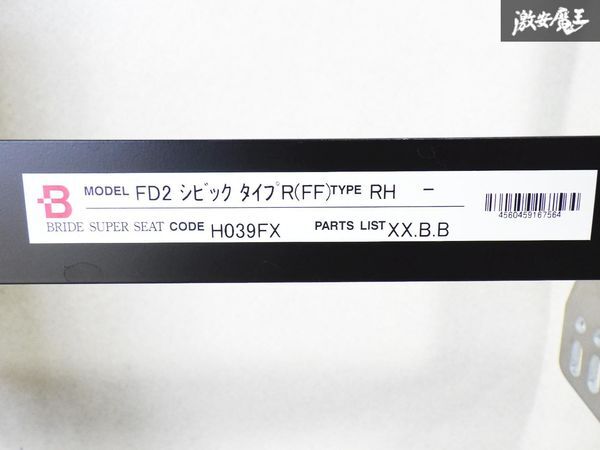 激安魔王
MODEL FD2 ｼﾋﾞｯｸ ﾀｲﾌﾟR(FF) TYPE RH －
B
BRIDE SUPER SEAT CODE H039FX PARTS LIST XX.B.B
4560459167564